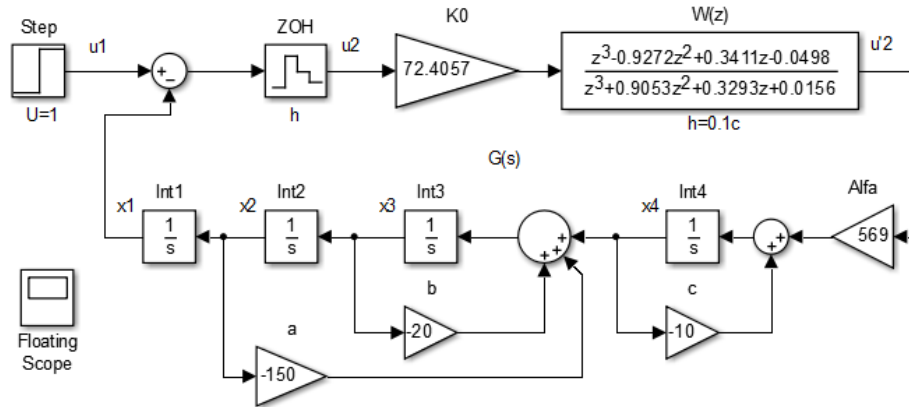 K0
W(z)
Step
ZOH
u1
u2
u'2
72.4057
z³-0.9272z²+0.3411z-0.0498
z³+0.9053z²+0.3293z+0.0156
U=1
h
h=0.1c
G(s)
Int1
Int2
Int3
Int4
Alfa
x1
x2
x3
x4
1
s
1
s
1
s
1
s
569
b
c
-20
-10
a
-150
Floating
Scope